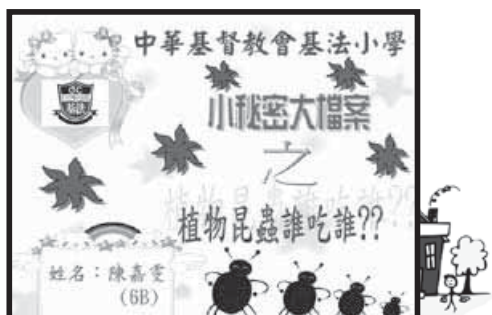 中華基督教會基法小學
小秘密大檔案
之
植物昆蟲誰吃誰??
姓名：陳嘉雯
(6B)